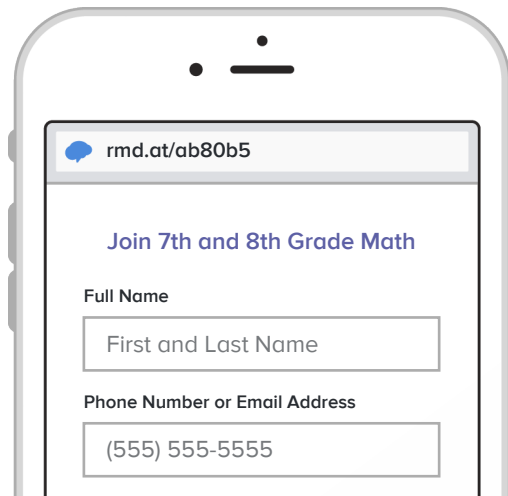 rmd.at/ab80b5
Join 7th and 8th Grade Math
Full Name
First and Last Name
Phone Number or Email Address
(555) 555-5555